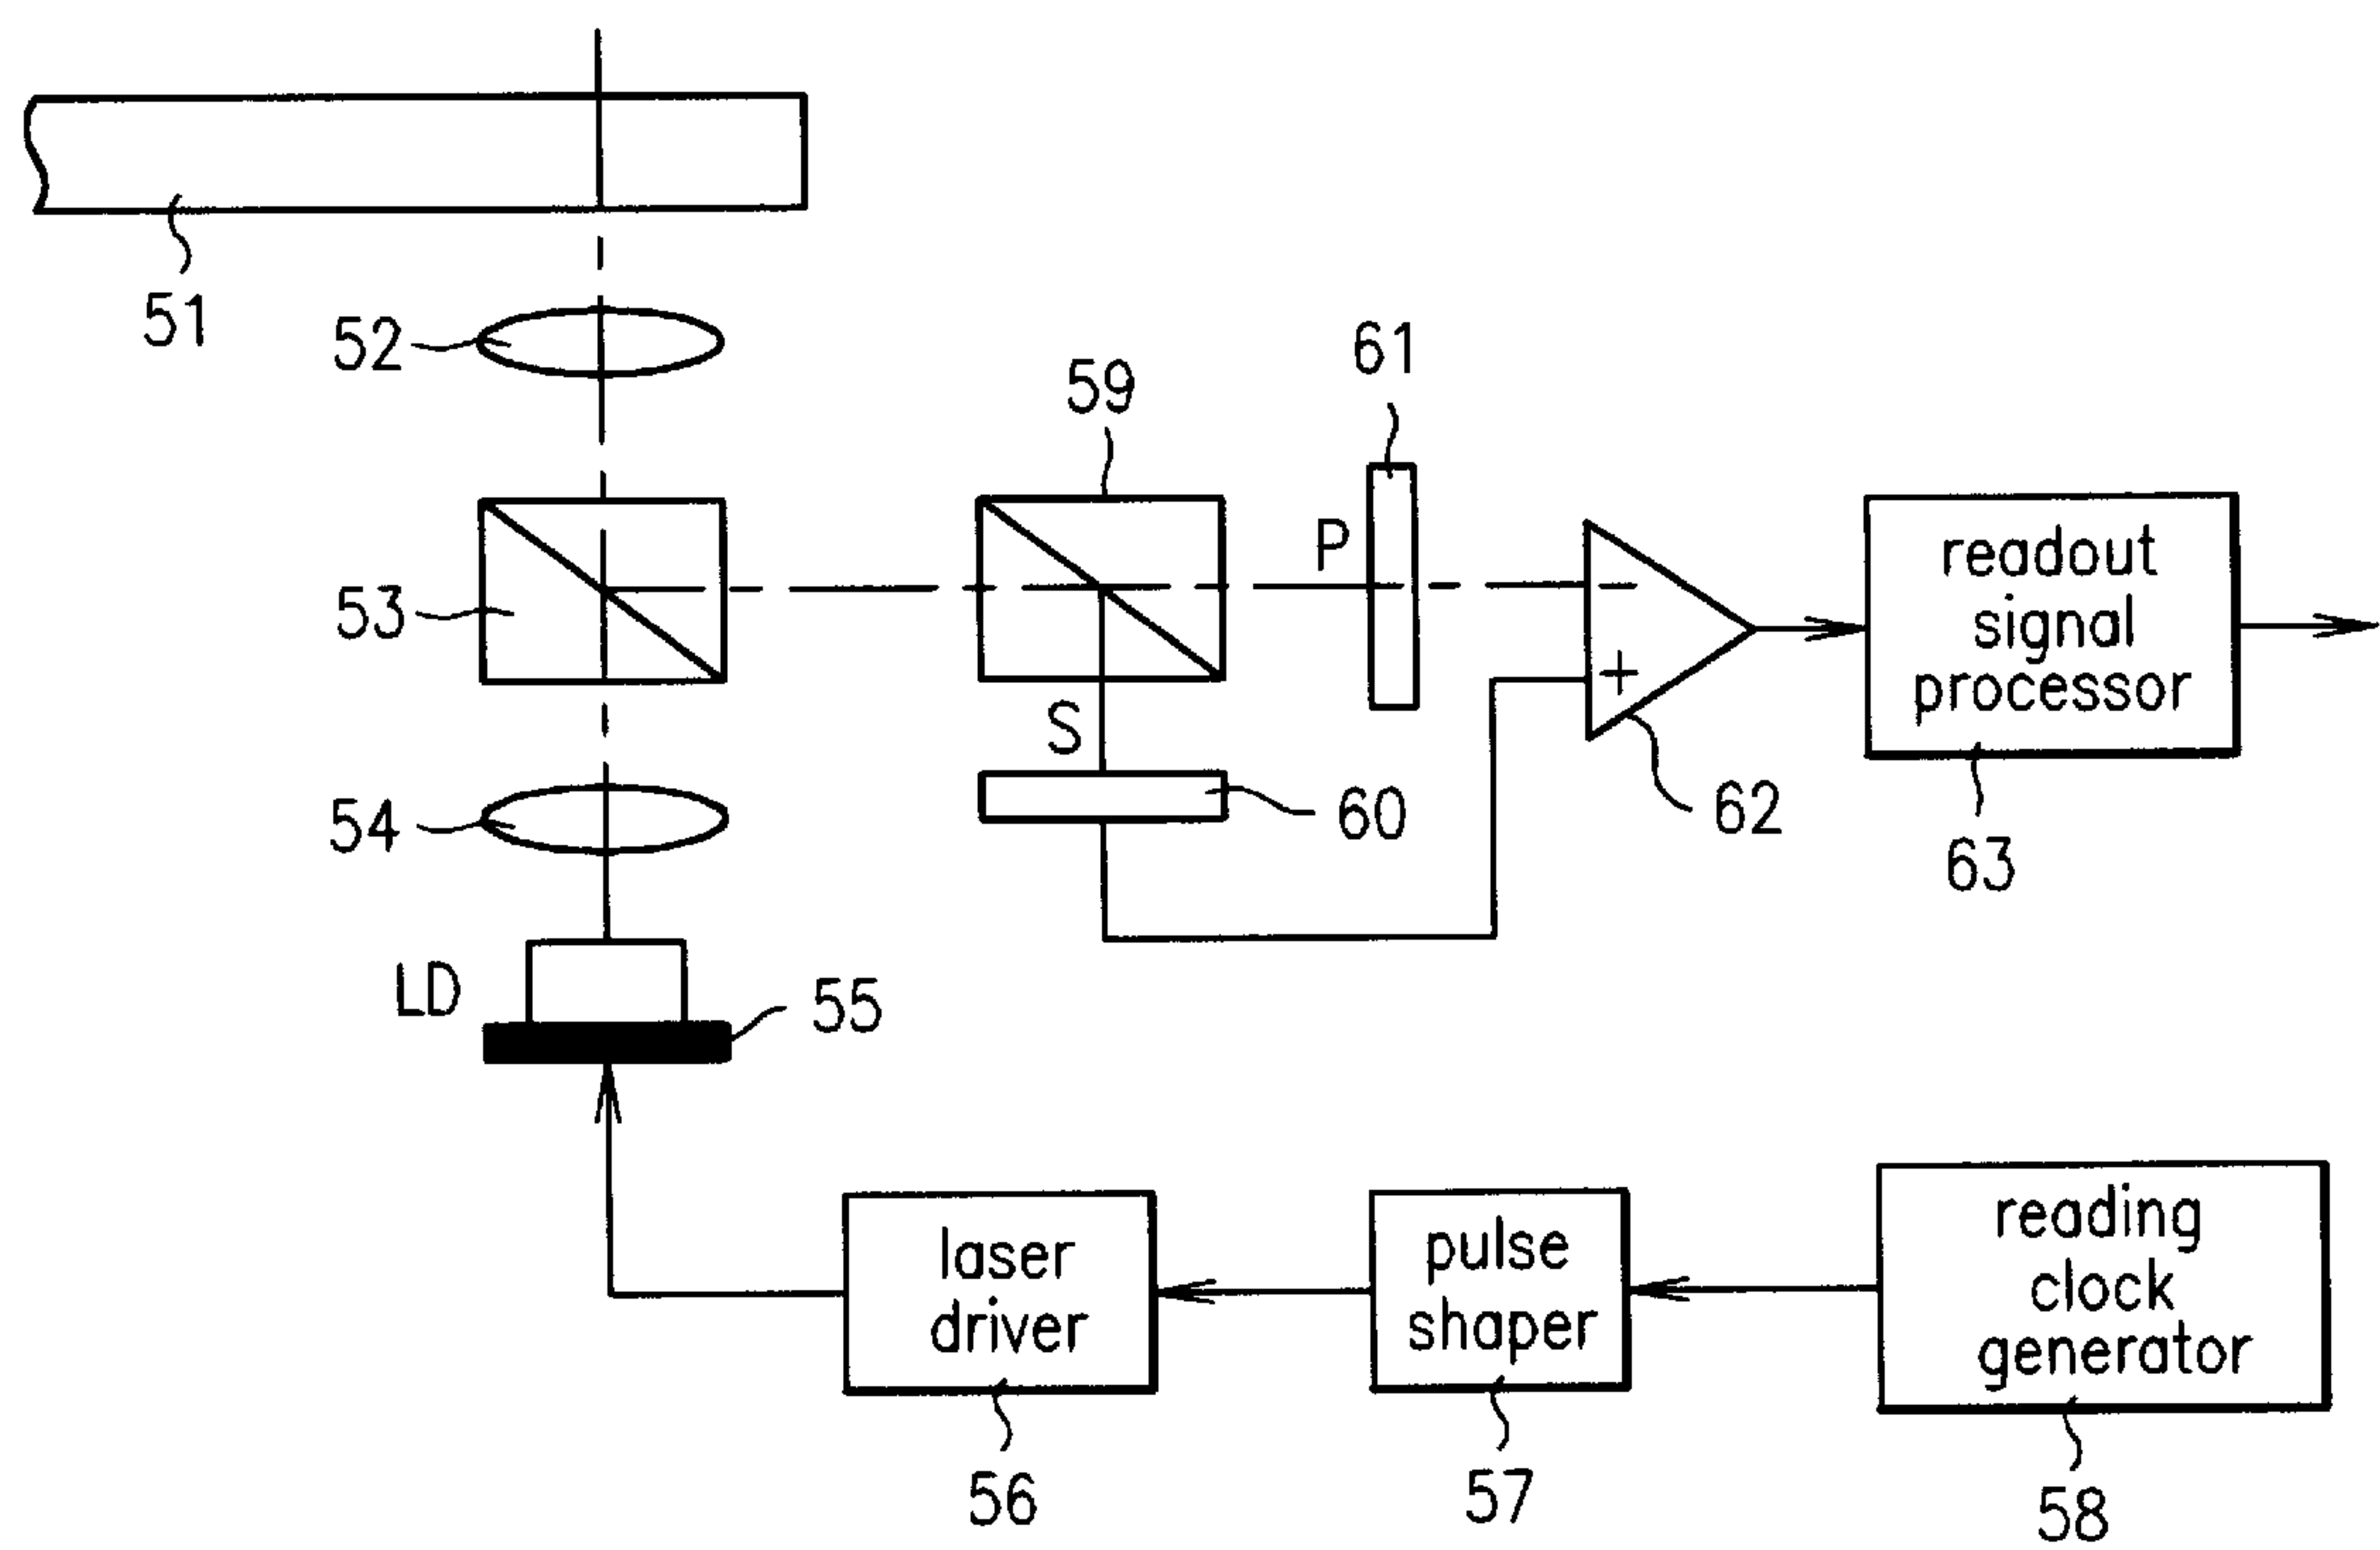 51
52
61
59
P
readout
signal
processor
53
−
+
S
60
62
54
63
LD
55
laser
driver
pulse
shaper
reading
clock
generator
56
57
58